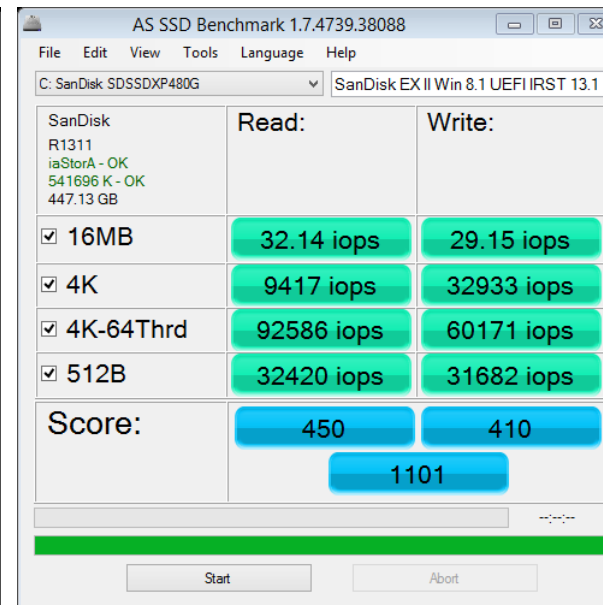 AS SSD Benchmark 1.7.4739.38088
File Edit View Tools Language Help
C: SanDisk SDSSDXP480G
SanDisk EX II Win 8.1 UEFI IRST 13.1
SanDisk
R1311
iaStorA - OK
541696 K - OK
447.13 GB
Read:
Write:
16MB 32.14 iops 29.15 iops
4K 9417 iops 32933 iops
4K-64Thrd 92586 iops 60171 iops
512B 32420 iops 31682 iops
Score: 450 410
1101
--:--:--
Start Abort